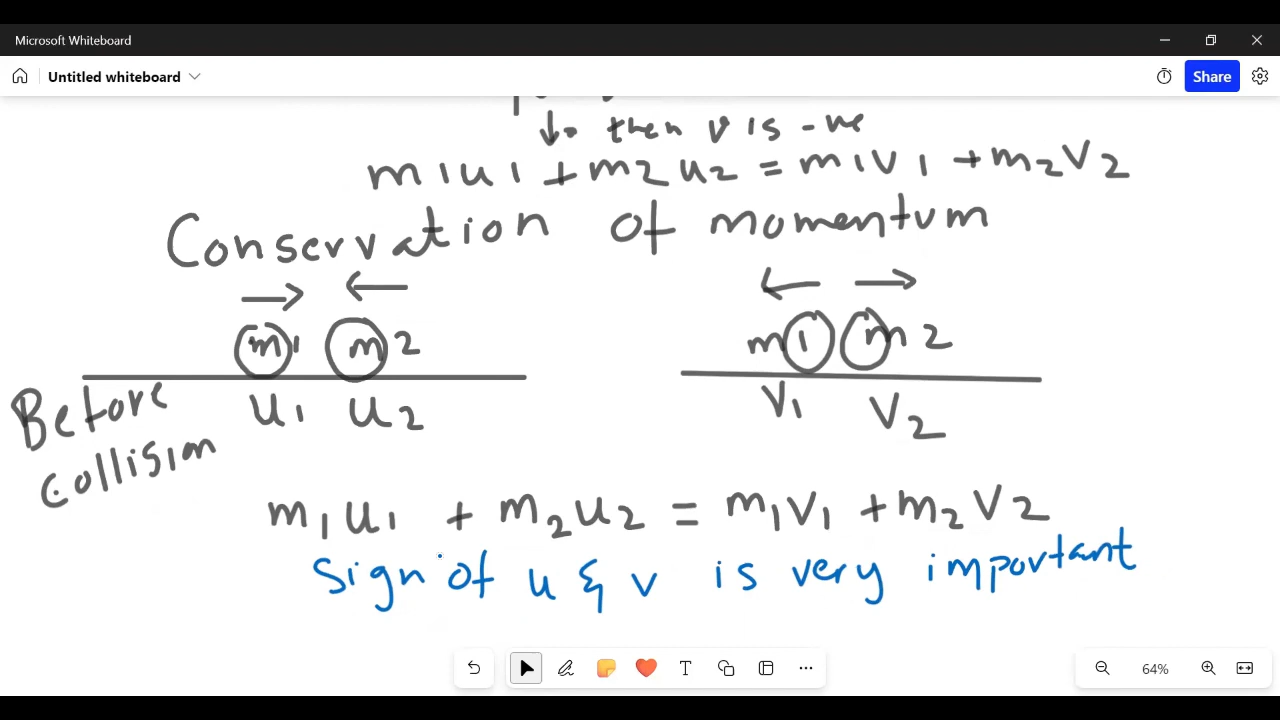 Microsoft Whiteboard
Untitled whiteboard
Share
then v is -ve
m1u1 + m2u2 = m1v1 + m2v2
Conservation of momentum
m1 m2
m1 m2
u1 u2
v1 v2
Before
collision
m1u1 + m2u2 = m1v1 + m2v2
Sign of u & v is very important
64%